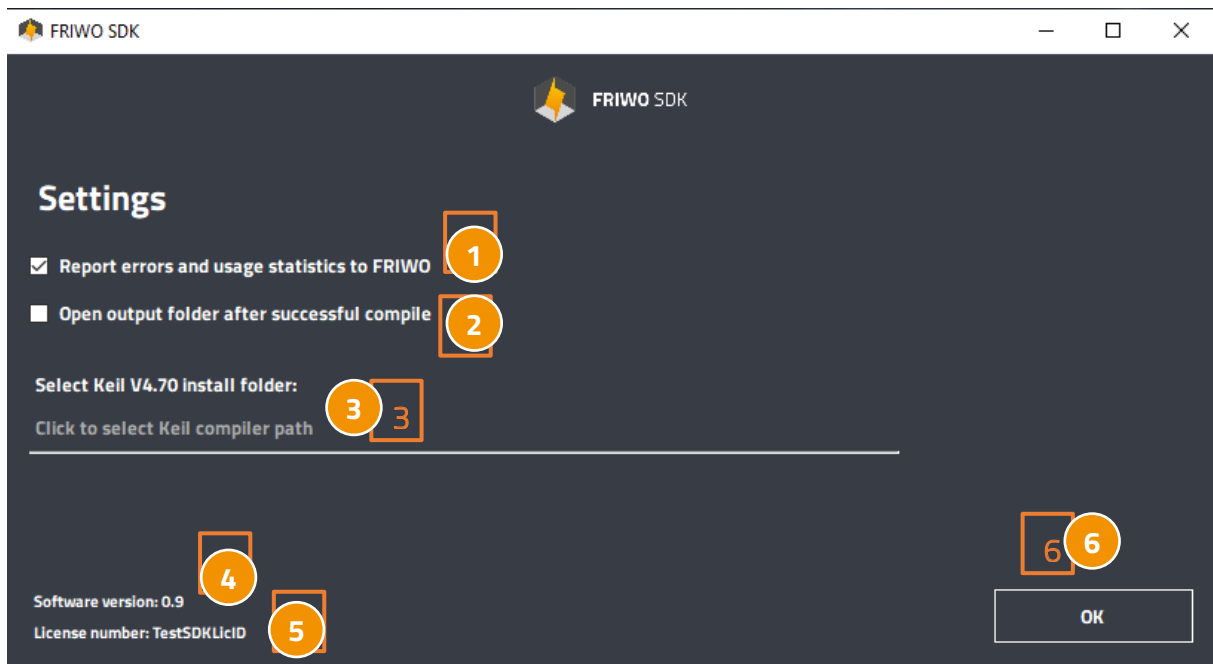 FRIWO SDK
FRIWO SDK
Settings
1
Report errors and usage statistics to FRIWO
Open output folder after successful compile
2
Select Keil V4.70 install folder:
3 3
Click to select Keil compiler path
6 6
4
Software version: 0.9
OK
License number: TestSDKLicID
5